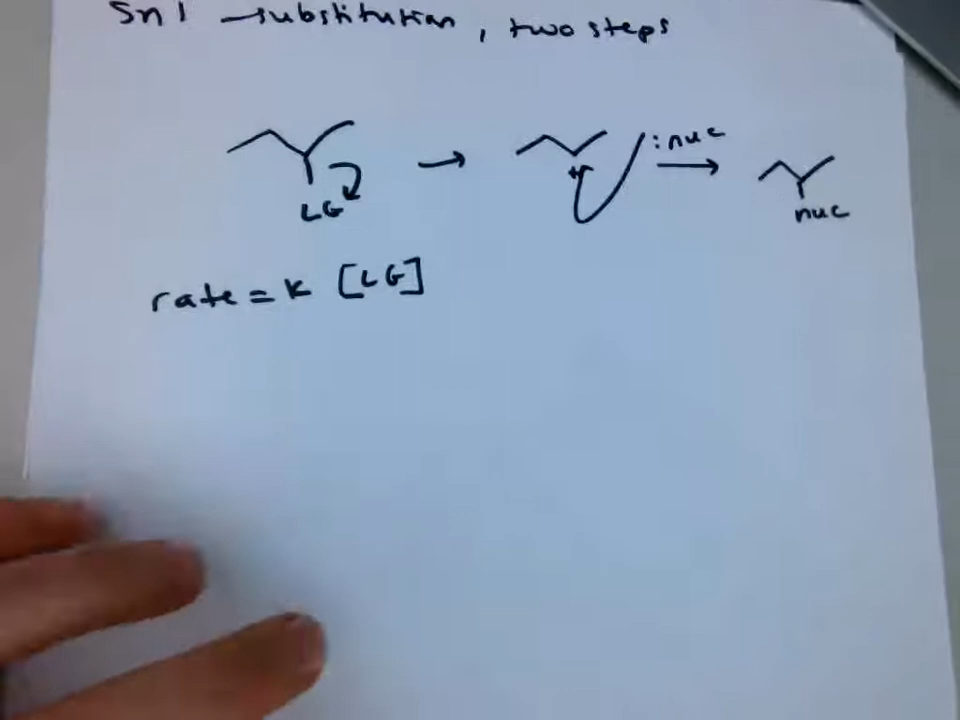 Sn1 → substitution, two steps
:nuc
LG
nuc
rate = k [LG]